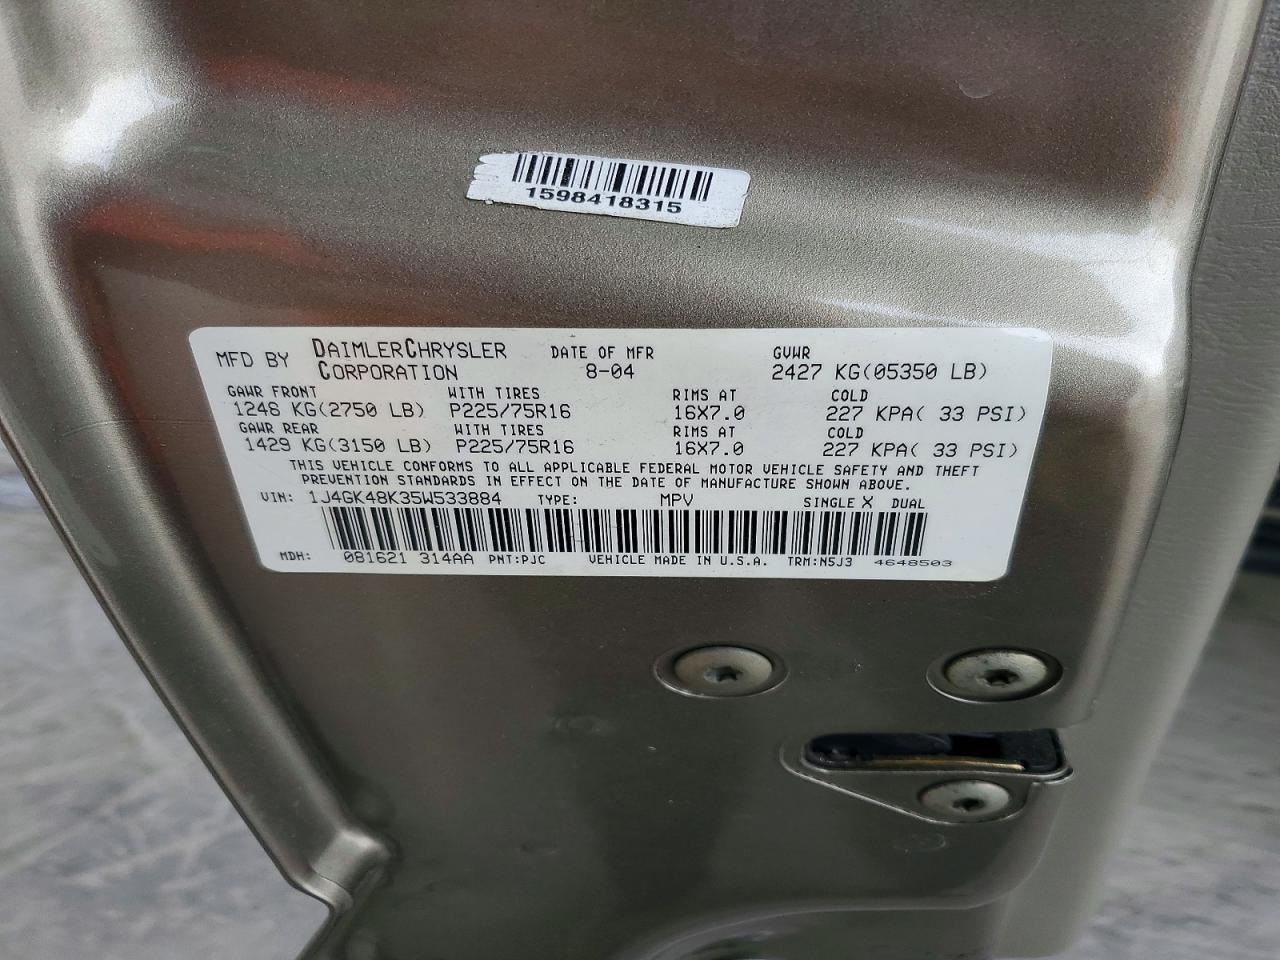 1598418315
MFD BY DAIMLERCHRYSLER CORPORATION DATE OF MFR 8-04 GVWR 2427 KG(05350 LB)
GAWR FRONT WITH TIRES RIMS AT COLD
1248 KG(2750 LB) P225/75R16 16X7.0 227 KPA( 33 PSI)
GAWR REAR WITH TIRES RIMS AT COLD
1429 KG(3150 LB) P225/75R16 16X7.0 227 KPA( 33 PSI)
THIS VEHICLE CONFORMS TO ALL APPLICABLE FEDERAL MOTOR VEHICLE SAFETY AND THEFT
PREVENTION STANDARDS IN EFFECT ON THE DATE OF MANUFACTURE SHOWN ABOVE.
VIN: 1J4GK48K35W533884 TYPE: MPV SINGLE X DUAL
MDH: 081621 314AA PNT:PJC VEHICLE MADE IN U.S.A. TRM:N5J3 4648503